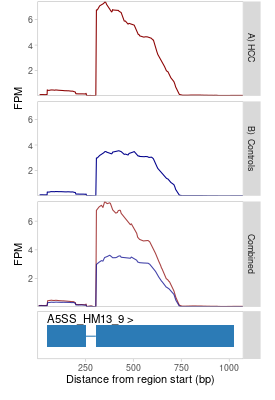 6
4
2
FPM
A) HCC
6
4
2
FPM
B) Controls
6
4
2
FPM
Combined
A5SS_HM13_9 >
250 500 750 1000
Distance from region start (bp)